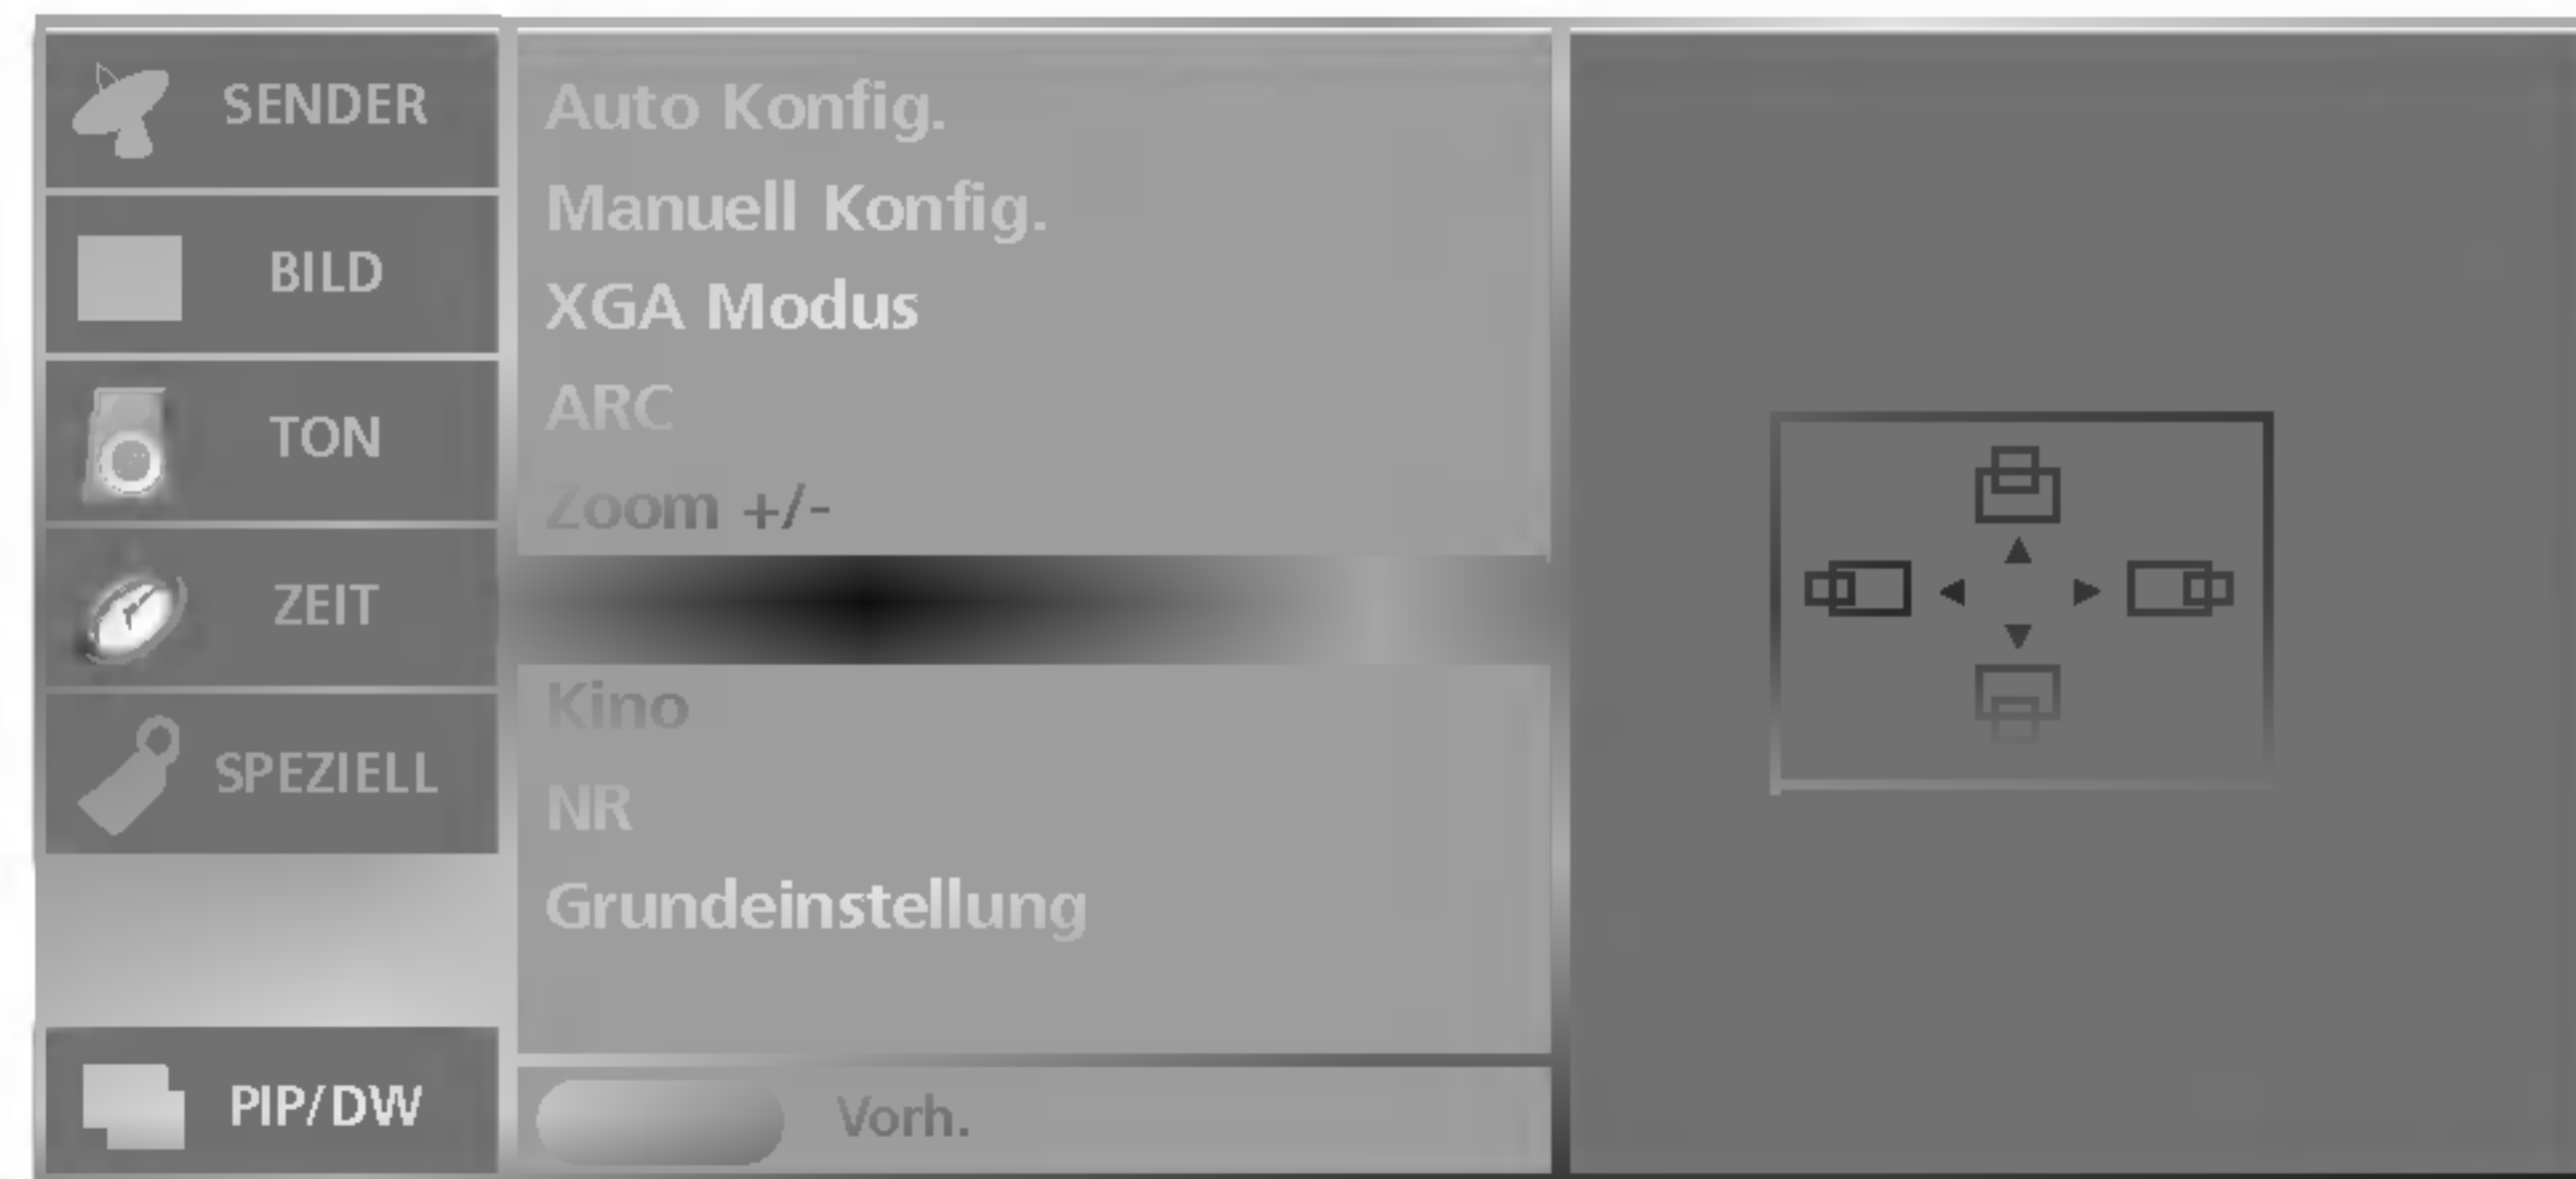 SENDER
BILD
TON
ZEIT
SPEZIELL
PIP/DW
Auto Konfig.
Manuell Konfig.
XGA Modus
ARC
Zoom +/-
Kino
NR
Grundeinstellung
Vorh.